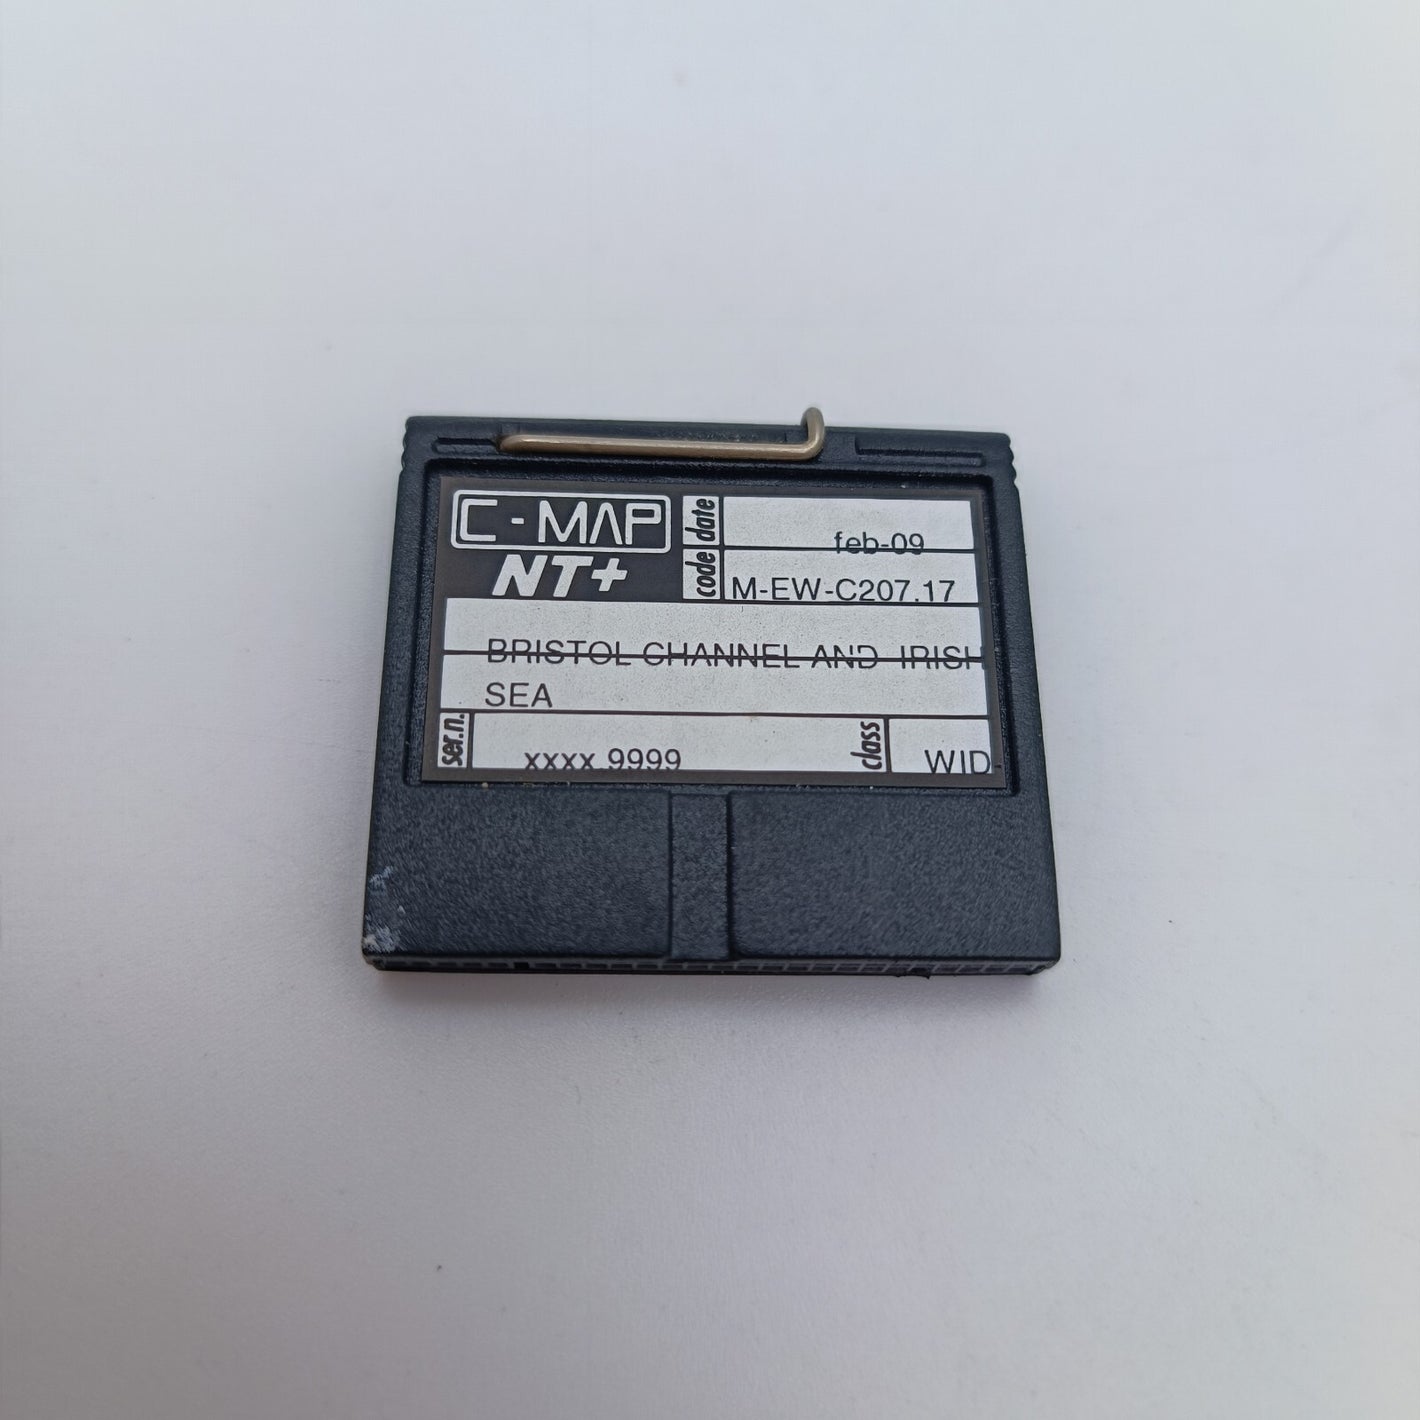 C-MAP
NT+
date feb-09
code M-EW-C207.17
BRISTOL CHANNEL AND IRISH
SEA
ser.n. xxxx 9999 class WID-